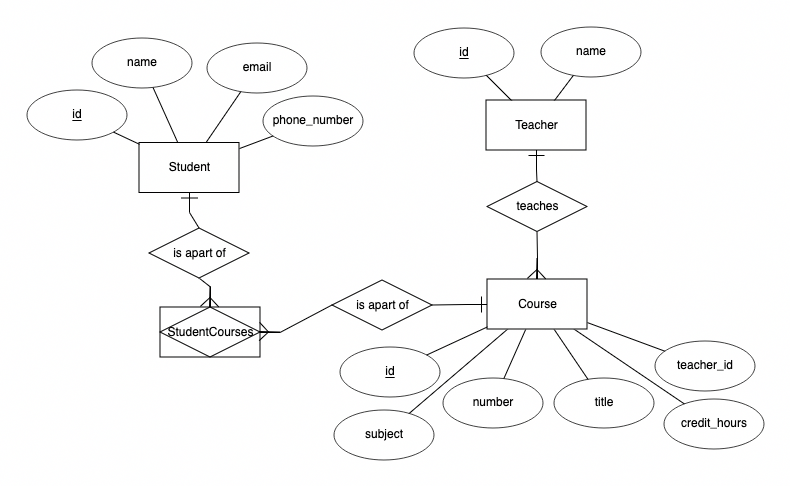 id
name
name
email
id
phone_number
Teacher
Student
teaches
is apart of
is apart of
Course
StudentCourses
id
teacher_id
number
title
subject
credit_hours